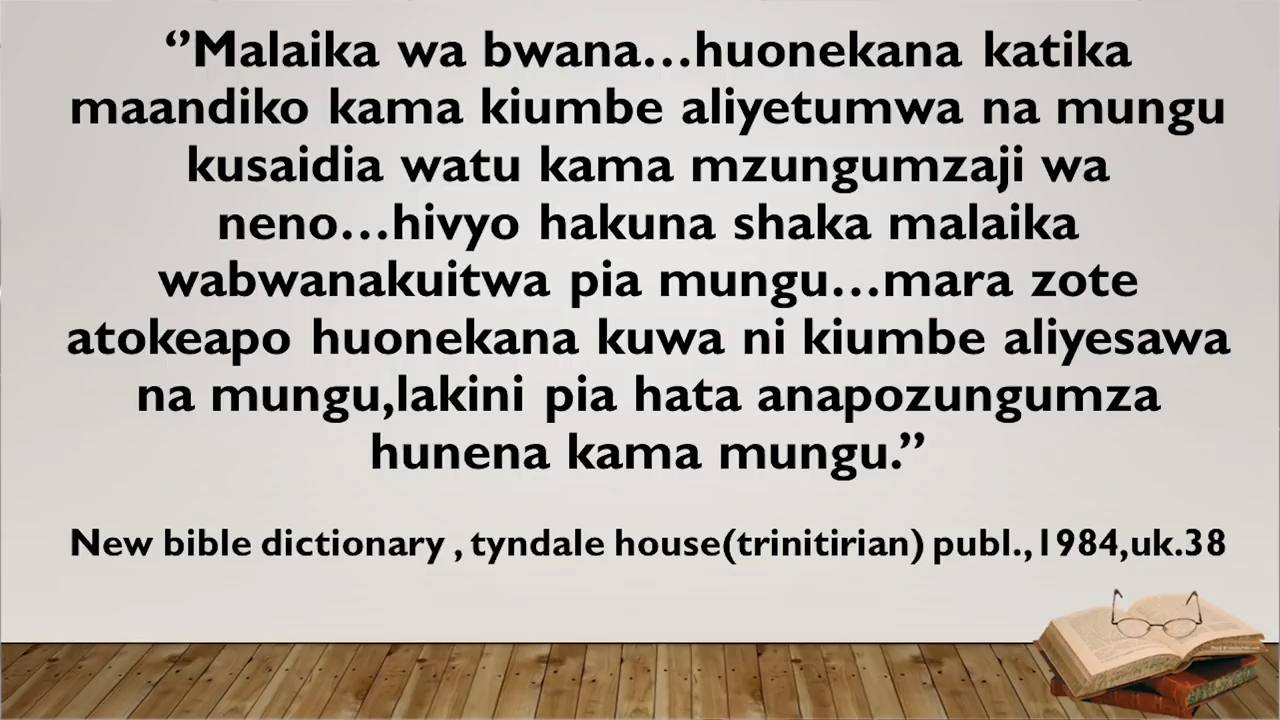 ‘’Malaika wa bwana…huonekana katika
maandiko kama kiumbe aliyetumwa na mungu
kusaidia watu kama mzungumzaji wa
neno…hivyo hakuna shaka malaika
wabwanakuitwa pia mungu…mara zote
atokeapo huonekana kuwa ni kiumbe aliyesawa
na mungu,lakini pia hata anapozungumza
hunena kama mungu.’’
New bible dictionary , tyndale house(trinitirian) publ.,1984,uk.38